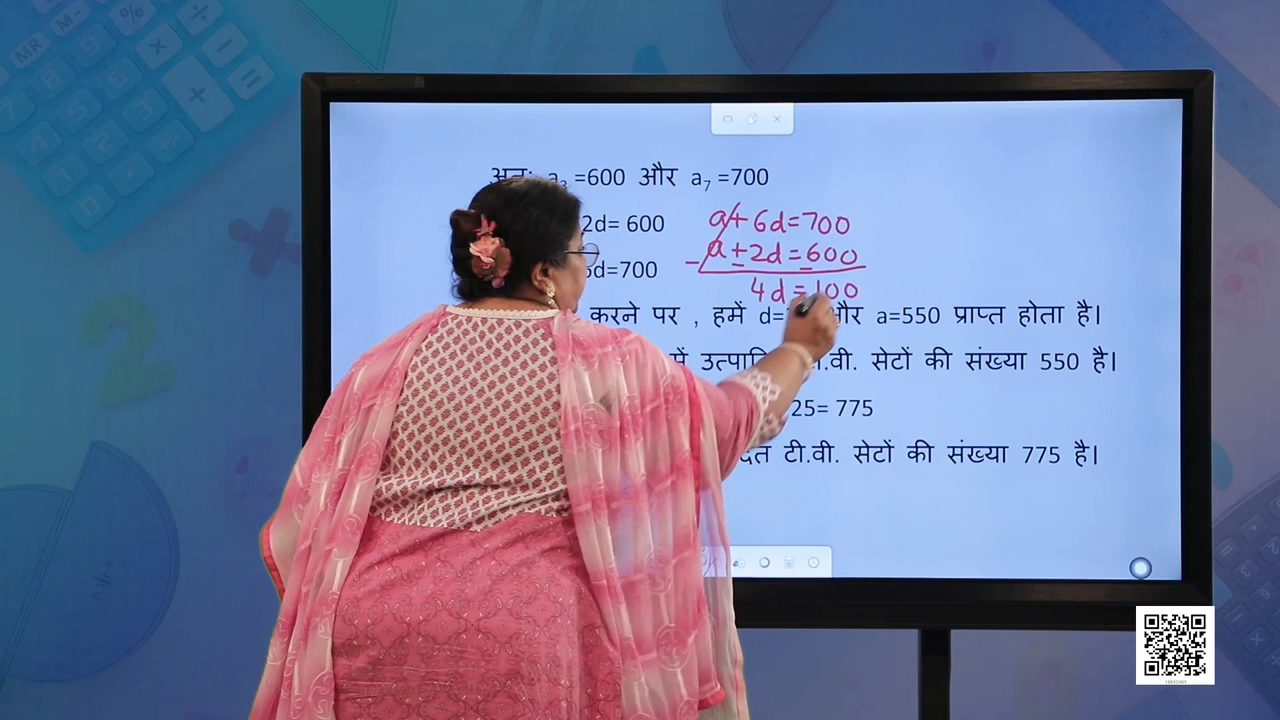 अतः a₃ =600 और a₇ =700
2d= 600
a + 6d = 700
a + 2d = 600
6d=700
4d = 100
करने पर , हमें d= और a=550 प्राप्त होता है।
में टी.वी. सेटों की संख्या 550 है।
25= 775
टी.वी. सेटों की संख्या 775 है।